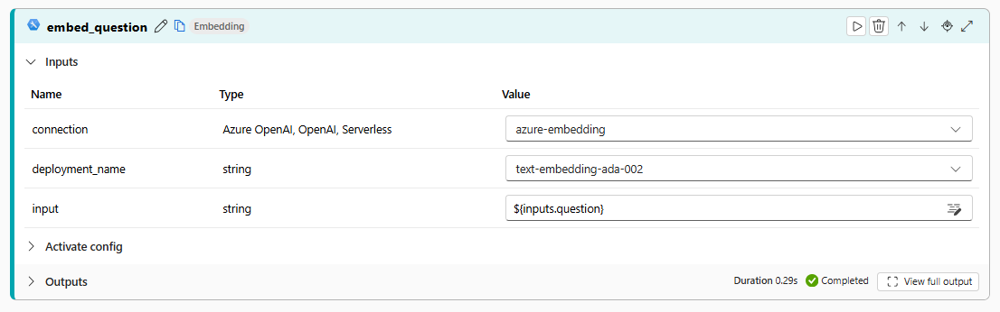 embed_question Embedding
Inputs
Name Type Value
connection Azure OpenAI, OpenAI, Serverless azure-embedding
deployment_name string text-embedding-ada-002
input string ${inputs.question}
Activate config
Outputs Duration 0.29s Completed View full output